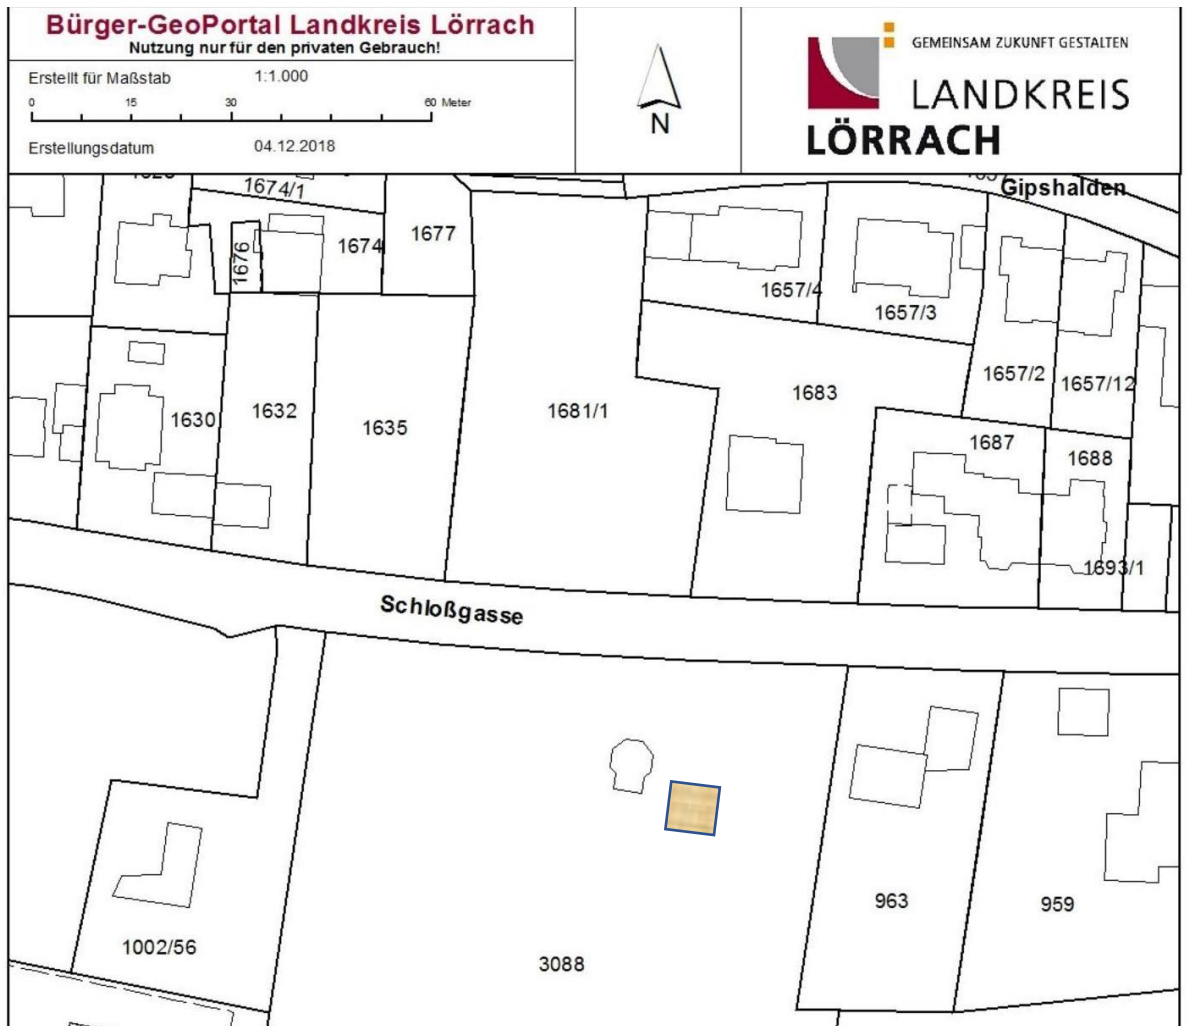 Bürger-GeoPortal Landkreis Lörrach
Nutzung nur für den privaten Gebrauch!
Erstellt für Maßstab 1:1.000
0 15 30 60 Meter
Erstellungsdatum 04.12.2018
N
GEMEINSAM ZUKUNFT GESTALTEN
LANDKREIS
LÖRRACH
1674/1
Gipshalden
1676
1674
1677
1657/4
1657/3
1657/2
1657/12
1630
1632
1635
1681/1
1683
1687
1688
1693/1
Schloßgasse
963
959
1002/56
3088